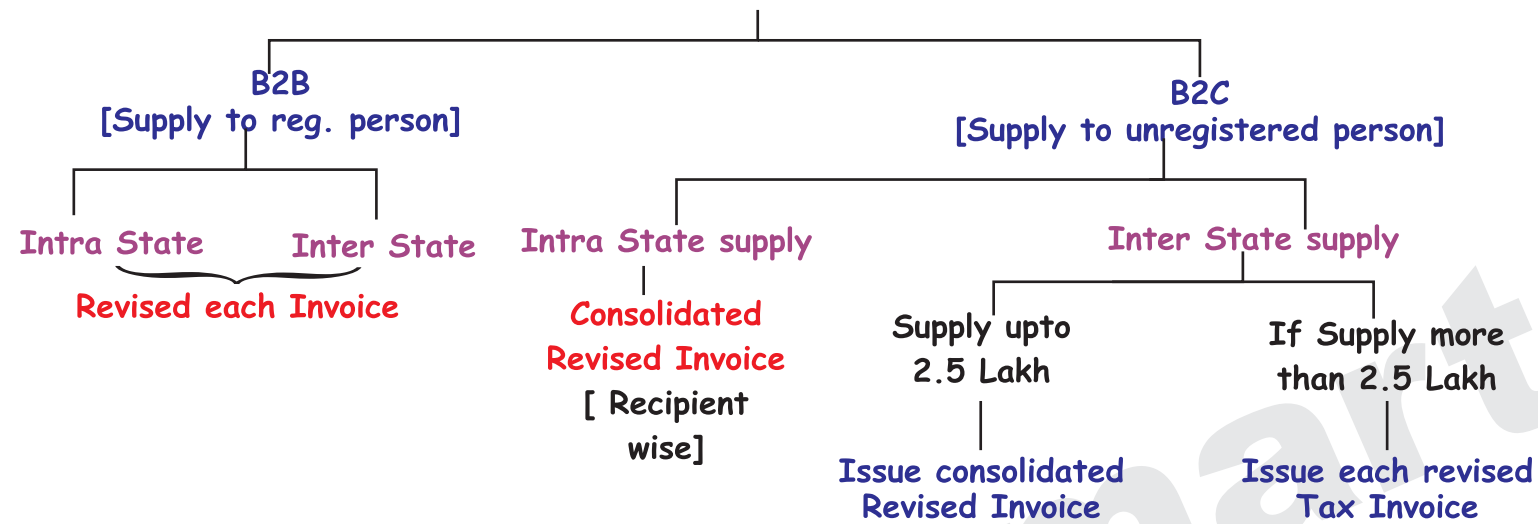 B2B
[Supply to reg. person]
B2C
[Supply to unregistered person]
Intra State
Inter State
Revised each Invoice
Intra State supply
Consolidated
Revised Invoice
[ Recipient
wise]
Inter State supply
Supply upto
2.5 Lakh
Issue consolidated
Revised Invoice
If Supply more
than 2.5 Lakh
Issue each revised
Tax Invoice